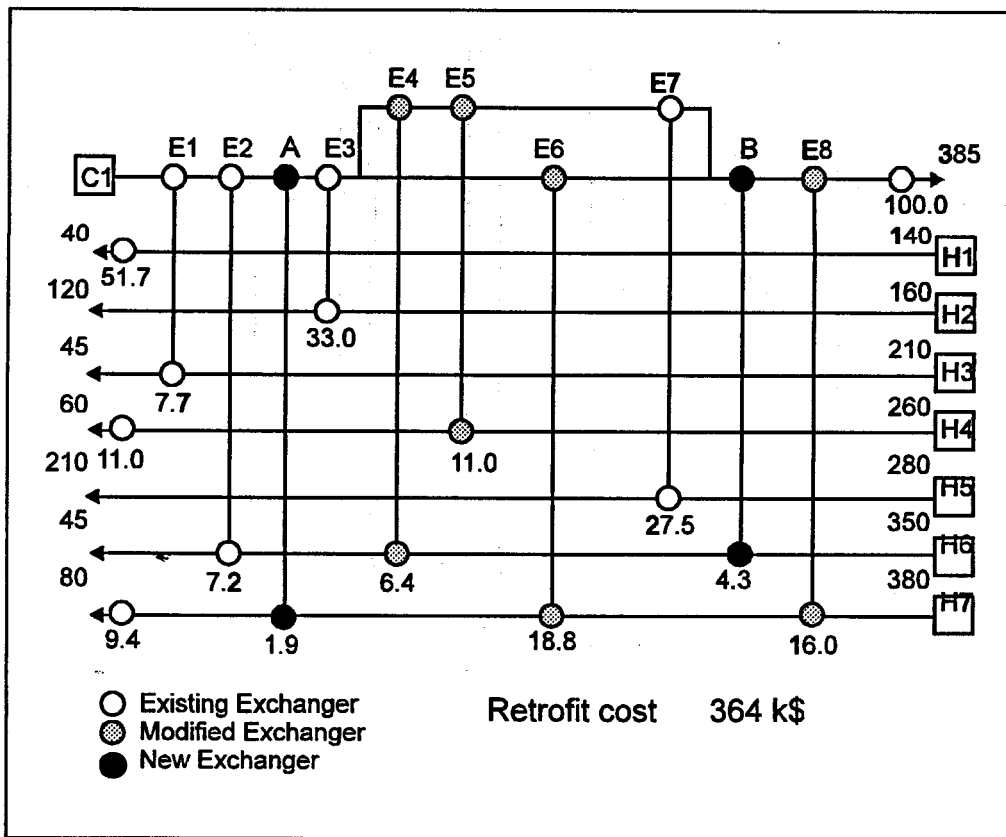 E4 E5 E7
E1 E2 A E3 E6 B E8 385
C1
100.0
40 140
H1
51.7
120 160
H2
33.0
45 210
H3
7.7
60 260
H4
11.0 11.0
210 280
H5
27.5
45 350
H6
7.2 6.4 4.3
80 380
H7
9.4 1.9 18.8 16.0
Existing Exchanger
Modified Exchanger
New Exchanger
Retrofit cost 364 k$